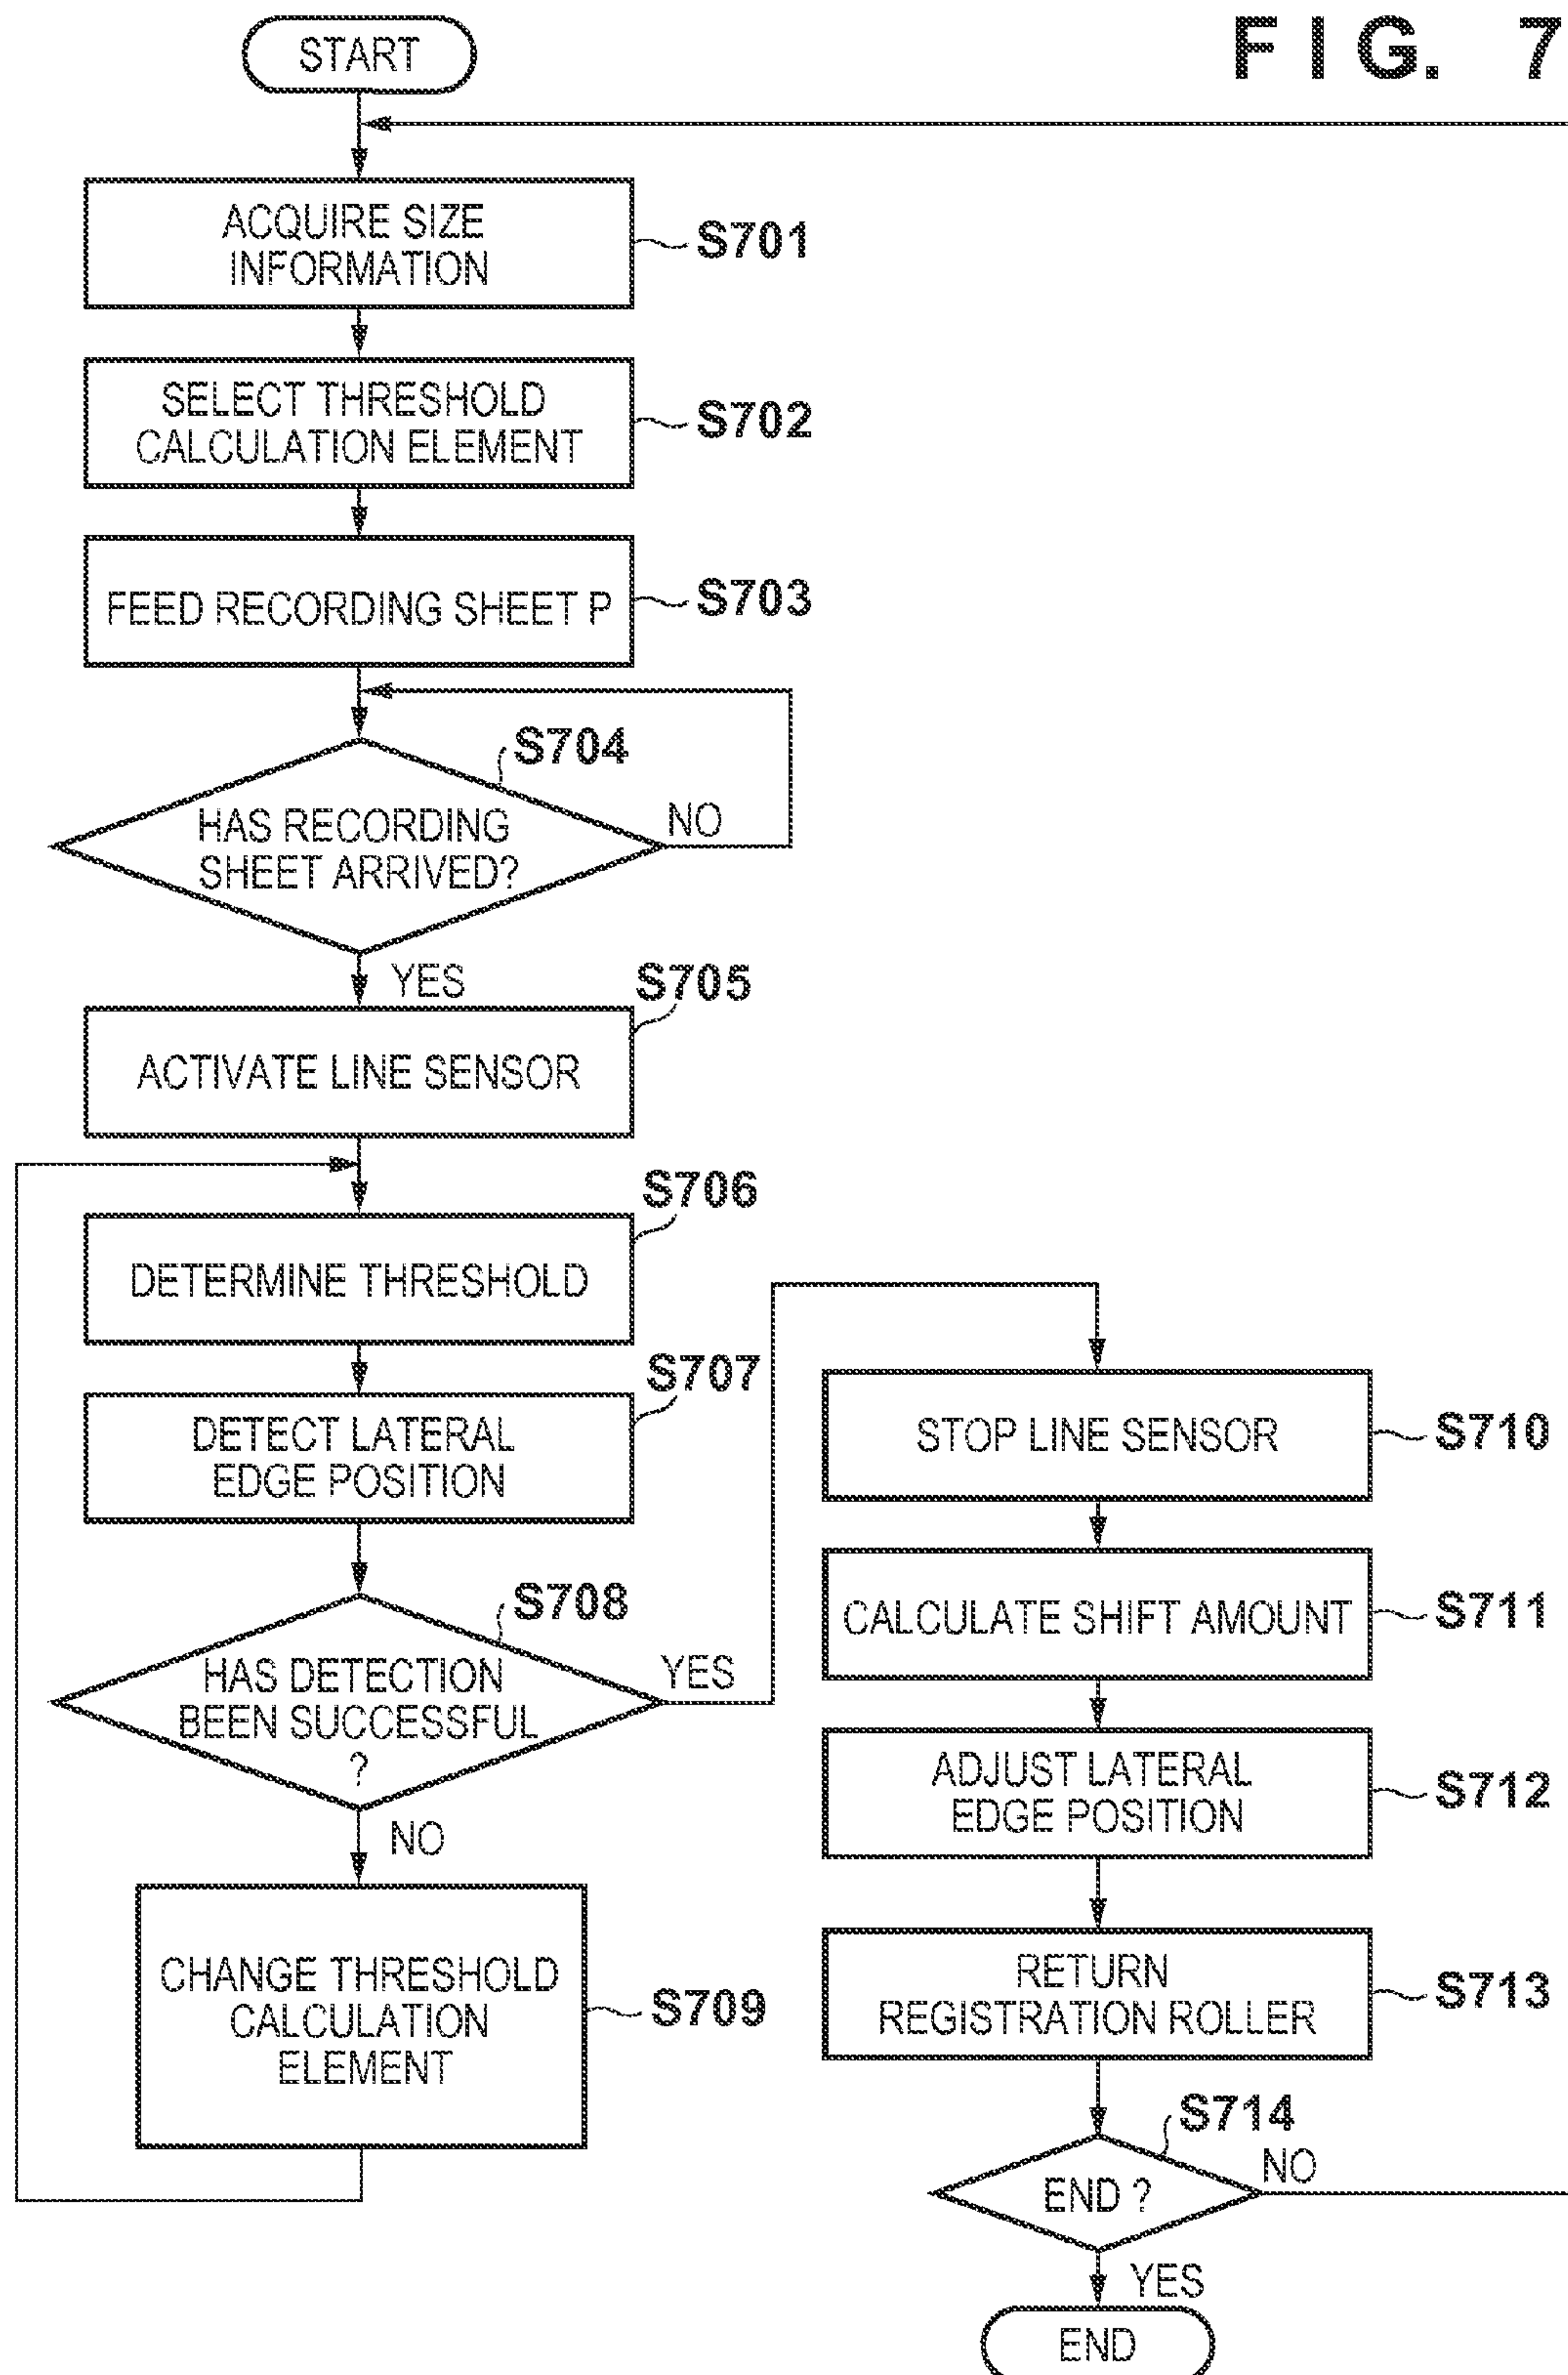 FIG. 7
START
ACQUIRE SIZE
INFORMATION
S701
SELECT THRESHOLD
CALCULATION ELEMENT
S702
FEED RECORDING SHEET P
S703
S704
HAS RECORDING
SHEET ARRIVED?
NO
YES
S705
ACTIVATE LINE SENSOR
S706
DETERMINE THRESHOLD
S707
DETECT LATERAL
EDGE POSITION
S708
HAS DETECTION
BEEN SUCCESSFUL
?
YES
NO
CHANGE THRESHOLD
CALCULATION
ELEMENT
S709
STOP LINE SENSOR
S710
CALCULATE SHIFT AMOUNT
S711
ADJUST LATERAL
EDGE POSITION
S712
RETURN
REGISTRATION ROLLER
S713
S714
END ?
NO
YES
END